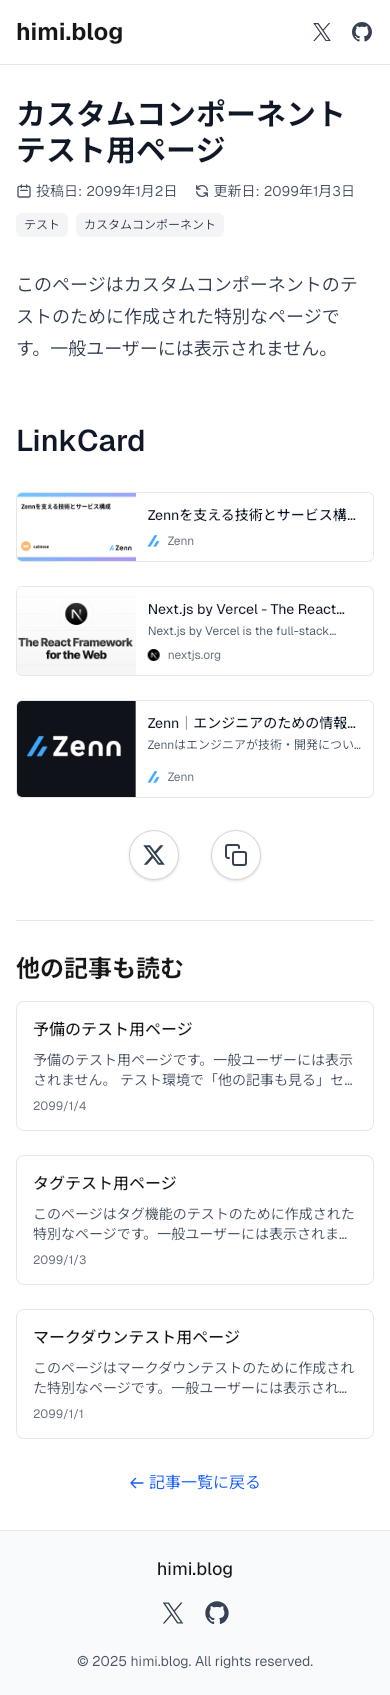 himi.blog
カスタムコンポーネント
テスト用ページ
投稿日: 2099年1月2日 更新日: 2099年1月3日
テスト カスタムコンポーネント
このページはカスタムコンポーネントのテ
ストのために作成された特別なページで
す。一般ユーザーには表示されません。
LinkCard
Zennを支える技術とサービス構成
catnose
Zenn
Zennを支える技術とサービス構...
Zenn
The React Framework
for the Web
Next.js by Vercel - The React...
Next.js by Vercel is the full-stack...
nextjs.org
Zenn
Zenn｜エンジニアのための情報...
Zennはエンジニアが技術・開発につい...
Zenn
他の記事も読む
予備のテスト用ページ
予備のテスト用ページです。一般ユーザーには表示
されません。 テスト環境で「他の記事も見る」セ...
2099/1/4
タグテスト用ページ
このページはタグ機能のテストのために作成された
特別なページです。一般ユーザーには表示されま...
2099/1/3
マークダウンテスト用ページ
このページはマークダウンテストのために作成され
た特別なページです。一般ユーザーには表示され...
2099/1/1
← 記事一覧に戻る
himi.blog
© 2025 himi.blog. All rights reserved.